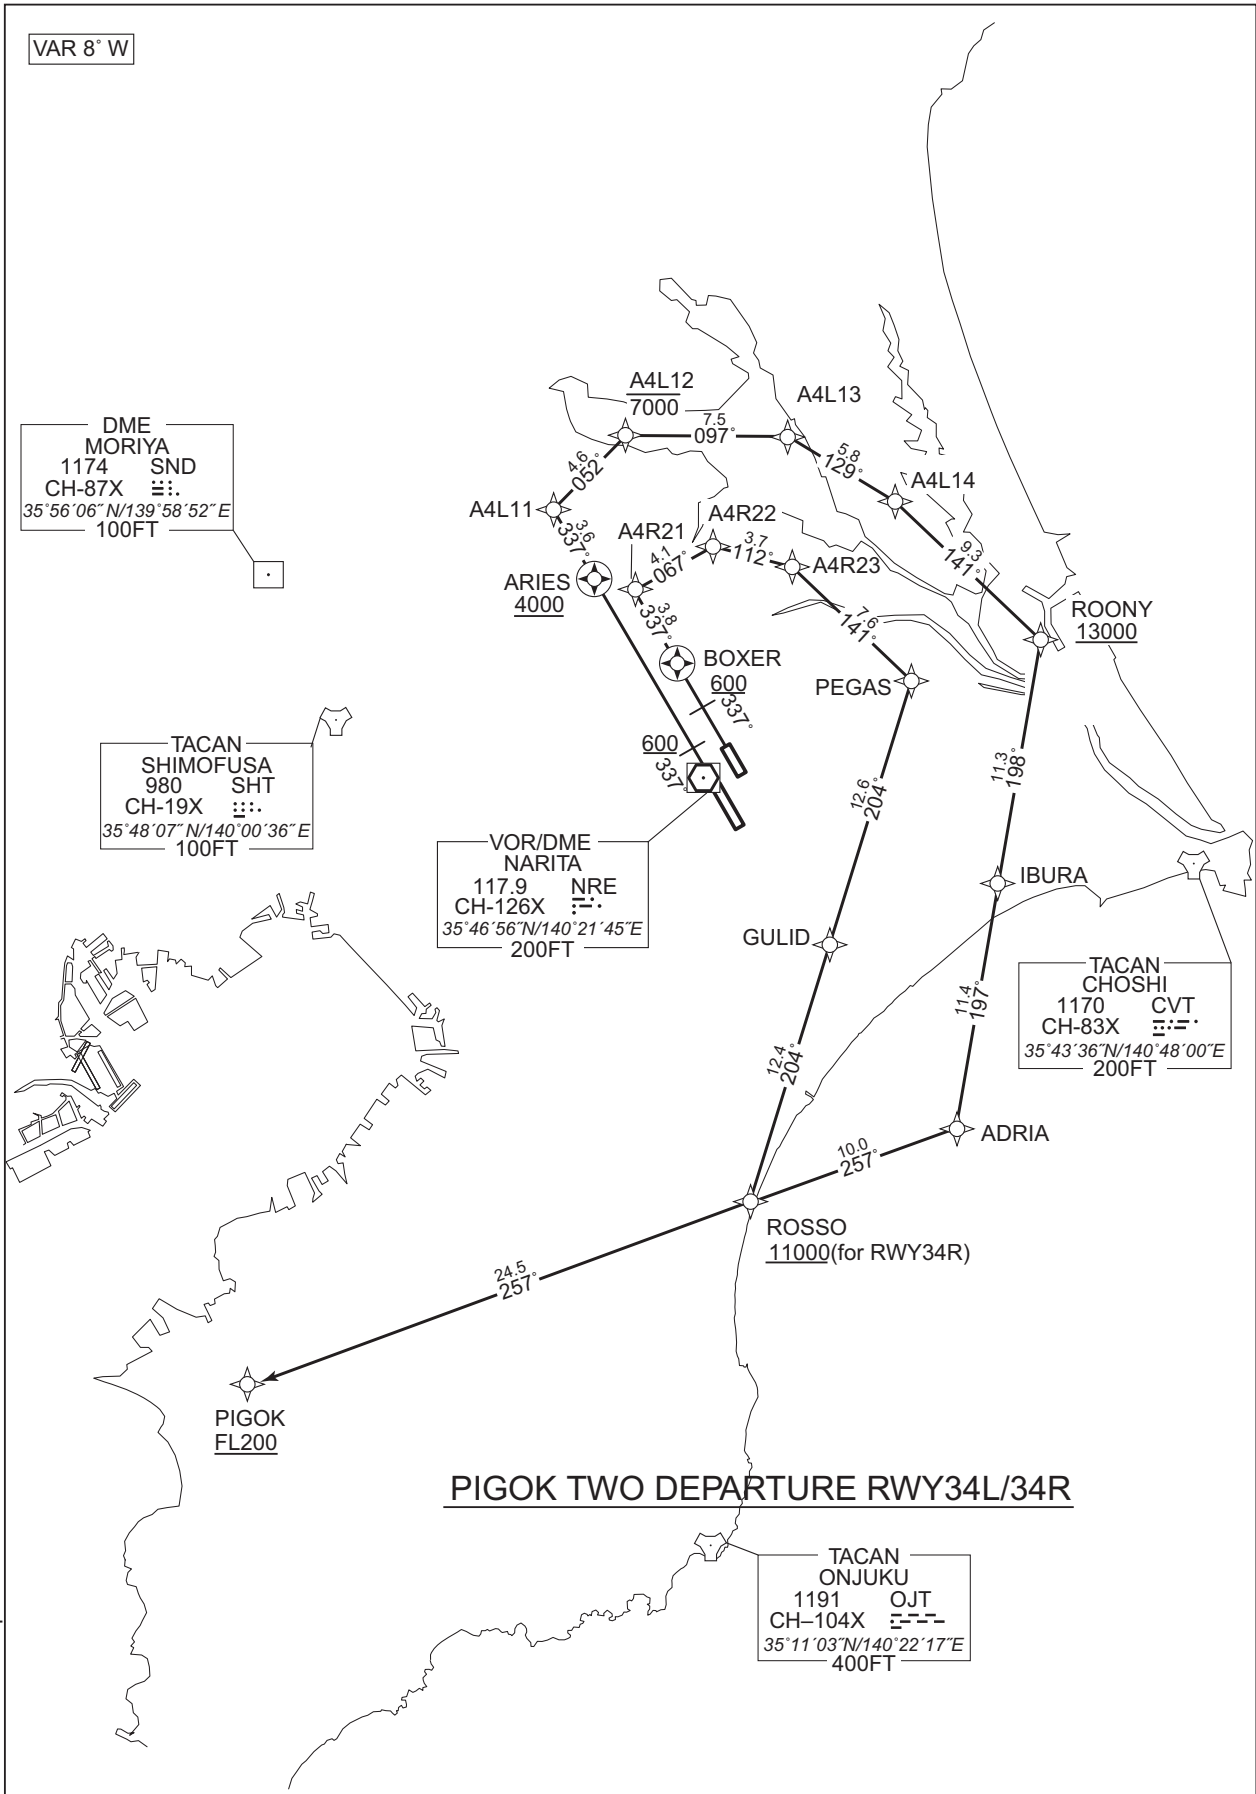 VAR 8° W
A4L12
7000
A4L13
7.5
097°
5.8
129°
DME
MORIYA
1174 SND
CH-87X
35°56´06˝N/139°58´52˝E
100FT
4.6
052°
A4L14
A4L11
3.6
337°
A4R22
A4R21
4.1
067°
3.7
112°
A4R23
9.3
141°
ARIES
4000
3.8
337°
7.6
141°
ROONY
13000
BOXER
600
337°
PEGAS
600
337°
TACAN
SHIMOFUSA
980 SHT
CH-19X
35°48´07˝N/140°00´36˝E
100FT
11.3
198°
12.6
204°
VOR/DME
NARITA
117.9 NRE
CH-126X
35°46´56˝N/140°21´45˝E
200FT
IBURA
GULID
TACAN
CHOSHI
1170 CVT
CH-83X
35°43´36˝N/140°48´00˝E
200FT
11.4
197°
12.4
204°
ADRIA
10.0
257°
ROSSO
11000(for RWY34R)
24.5
257°
PIGOK
FL200
PIGOK TWO DEPARTURE RWY34L/34R
TACAN
ONJUKU
1191 OJT
CH–104X
35°11´03˝N/140°22´17˝E
400FT